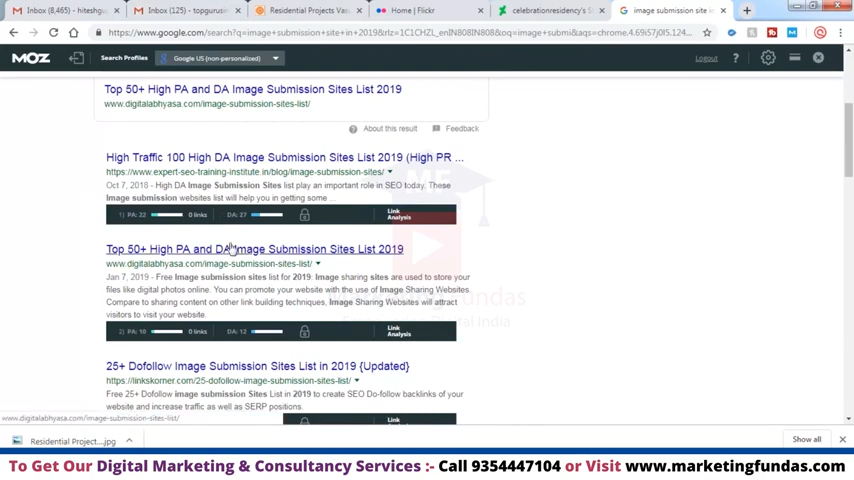 Inbox (8,465) - hiteshg
Inbox (125) - topgurusi
Residential Projects Vas
Home | Flickr
celebrationresidency's S
image submission site in
https://www.google.com/search?q=image+submission+site+in+2019&rlz=1C1CHZL_enIN808IN808&oq=image+submi&aqs=chrome.4.69i57j0l5.124...
MOZ
Search Profiles
Google US (non-personalized)
Logout
Top 50+ High PA and DA Image Submission Sites List 2019
www.digitalabhyasa.com/image-submission-sites-list/
About this result
Feedback
High Traffic 100 High DA Image Submission Sites List 2019 (High PR ...
https://www.expert-seo-training-institute.in/blog/image-submission-sites/
Oct 7, 2018 - High DA Image Submission Sites list play an important role in SEO today. These
Image submission websites list will help you in getting some ...
1) PA: 22 0 links DA: 27 Link Analysis
Top 50+ High PA and DA Image Submission Sites List 2019
www.digitalabhyasa.com/image-submission-sites-list/
Jan 7, 2019 - Free Image submission sites list for 2019. Image sharing sites are used to store your
files like digital photos online. You can promote your website with the use of Image Sharing Websites.
Compare to sharing content on other link building techniques, Image Sharing Websites will attract
visitors to visit your website.
2) PA: 10 0 links DA: 12 Link Analysis
25+ Dofollow Image Submission Sites List in 2019 {Updated}
https://linkskorner.com/25-dofollow-image-submission-sites-list/
Free 25+ Dofollow image Submission Sites List in 2019 to create SEO Do-follow backlinks of your
website and increase traffic as well as SERP positions.
Link
www.digitalabhyasa.com/image-submission-sites-list/
Residential Project....jpg
Show all
To Get Our Digital Marketing & Consultancy Services :- Call 9354447104 or Visit www.marketingfundas.com